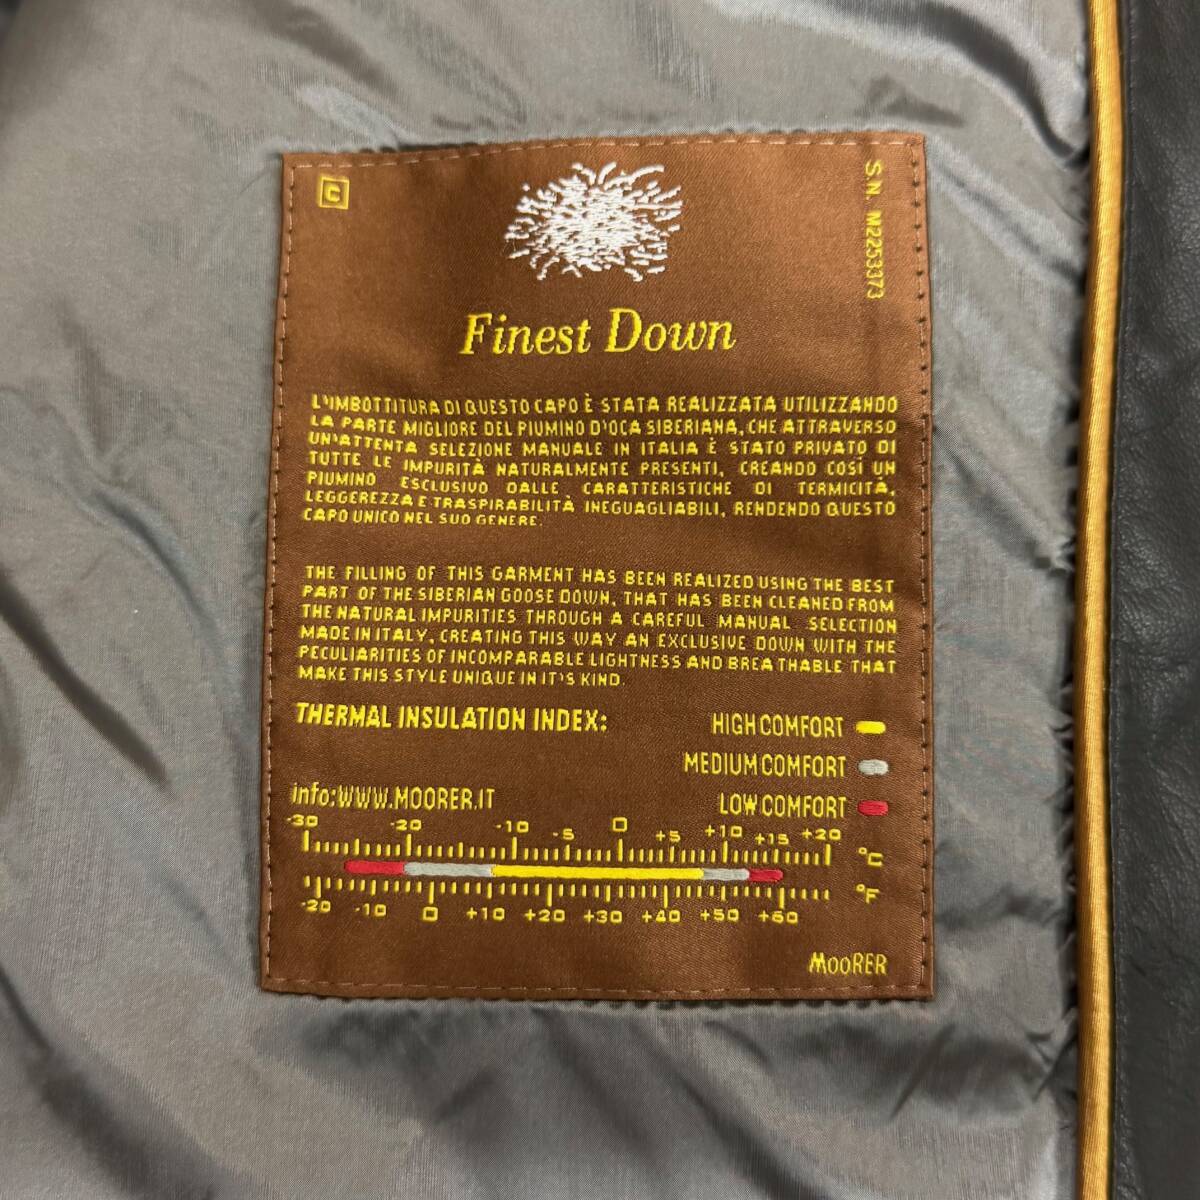 C
S.N. M2253373
Finest Down
L'IMBOTTITURA DI QUESTO CAPO È STATA REALIZZATA UTILIZZANDO
LA PARTE MIGLIORE DEL PIUMINO D'OCA SIBERIANA, CHE ATTRAVERSO
UN'ATTENTA SELEZIONE MANUALE IN ITALIA È STATO PRIVATO DI
TUTTE LE IMPURITÀ NATURALMENTE PRESENTI, CREANDO COSÌ UN
PIUMINO ESCLUSIVO DALLE CARATTERISTICHE DI TERMICITÀ,
LEGGEREZZA E TRASPIRABILITÀ INEGUAGLIABILI, RENDENDO QUESTO
CAPO UNICO NEL SUO GENERE.
THE FILLING OF THIS GARMENT HAS BEEN REALIZED USING THE BEST
PART OF THE SIBERIAN GOOSE DOWN, THAT HAS BEEN CLEANED FROM
THE NATURAL IMPURITIES THROUGH A CAREFUL MANUAL SELECTION
MADE IN ITALY, CREATING THIS WAY AN EXCLUSIVE DOWN WITH THE
PECULIARITIES OF INCOMPARABLE LIGHTNESS AND BREATHABLE THAT
MAKE THIS STYLE UNIQUE IN IT'S KIND.
THERMAL INSULATION INDEX:
HIGH COMFORT
MEDIUM COMFORT
LOW COMFORT
info:WWW.MOORER.IT
-30 -20 -10 -5 0 +5 +10 +15 +20
°C
°F
-20 -10 0 +10 +20 +30 +40 +50 +60
MooRER